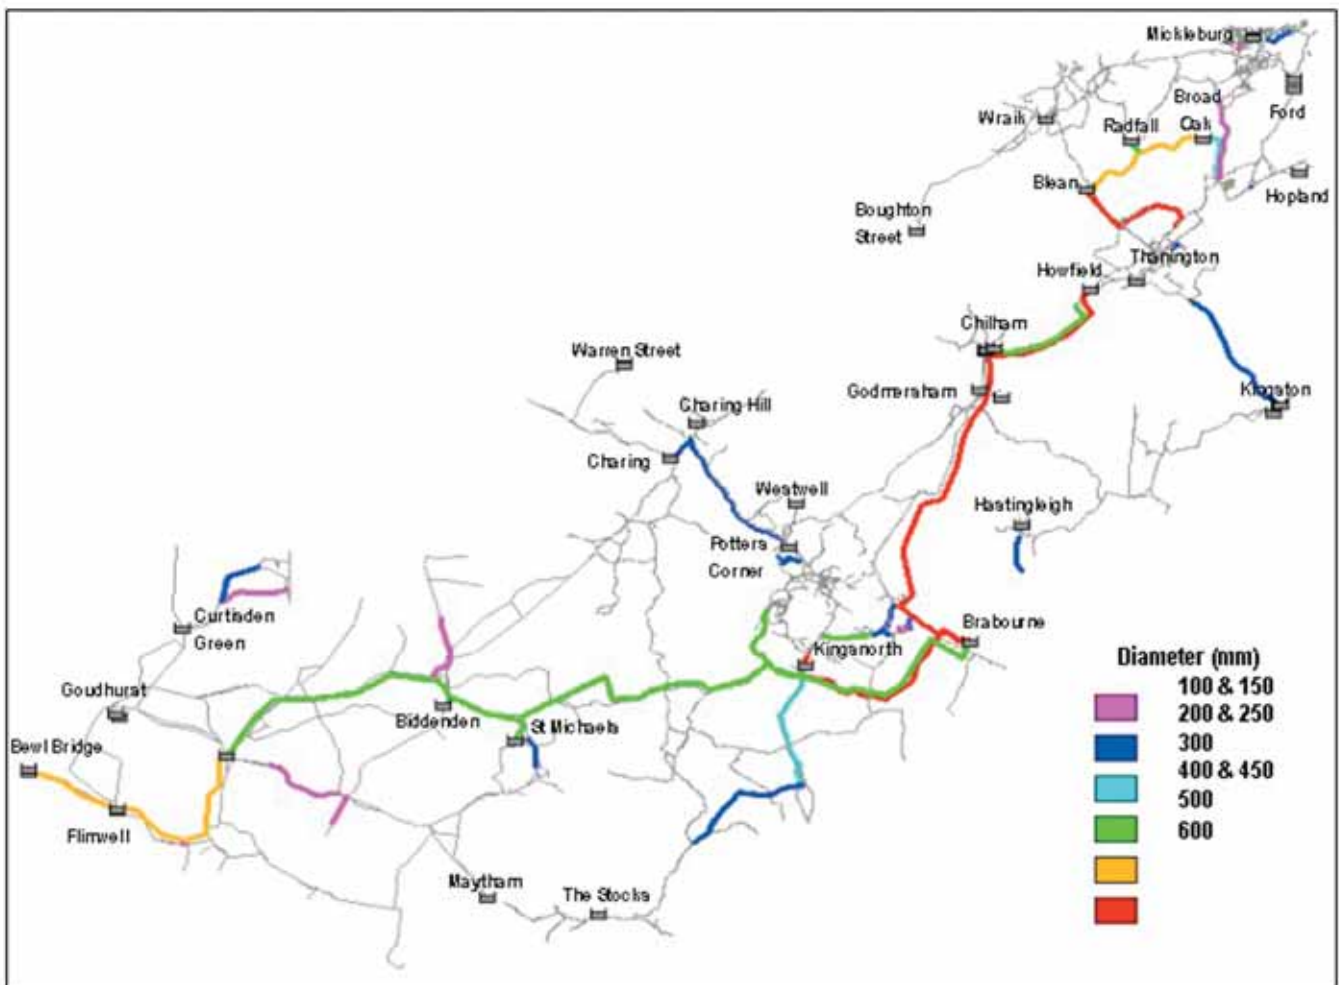 Mickleburg
Broad
Oak
Ford
Wraik
Radfall
Blean
Hopland
Boughton
Street
Thanington
Howfield
Chilham
Warren Street
Godmersham
Kingston
Charing Hill
Charing
Westwell
Hastingleigh
Potters
Corner
Curtisden
Green
Brabourne
Kingsnorth
Goudhurst
Biddenden
St Michaels
Bewl Bridge
Flimwell
Maytham
The Stocks
Diameter (mm)
100 & 150
200 & 250
300
400 & 450
500
600